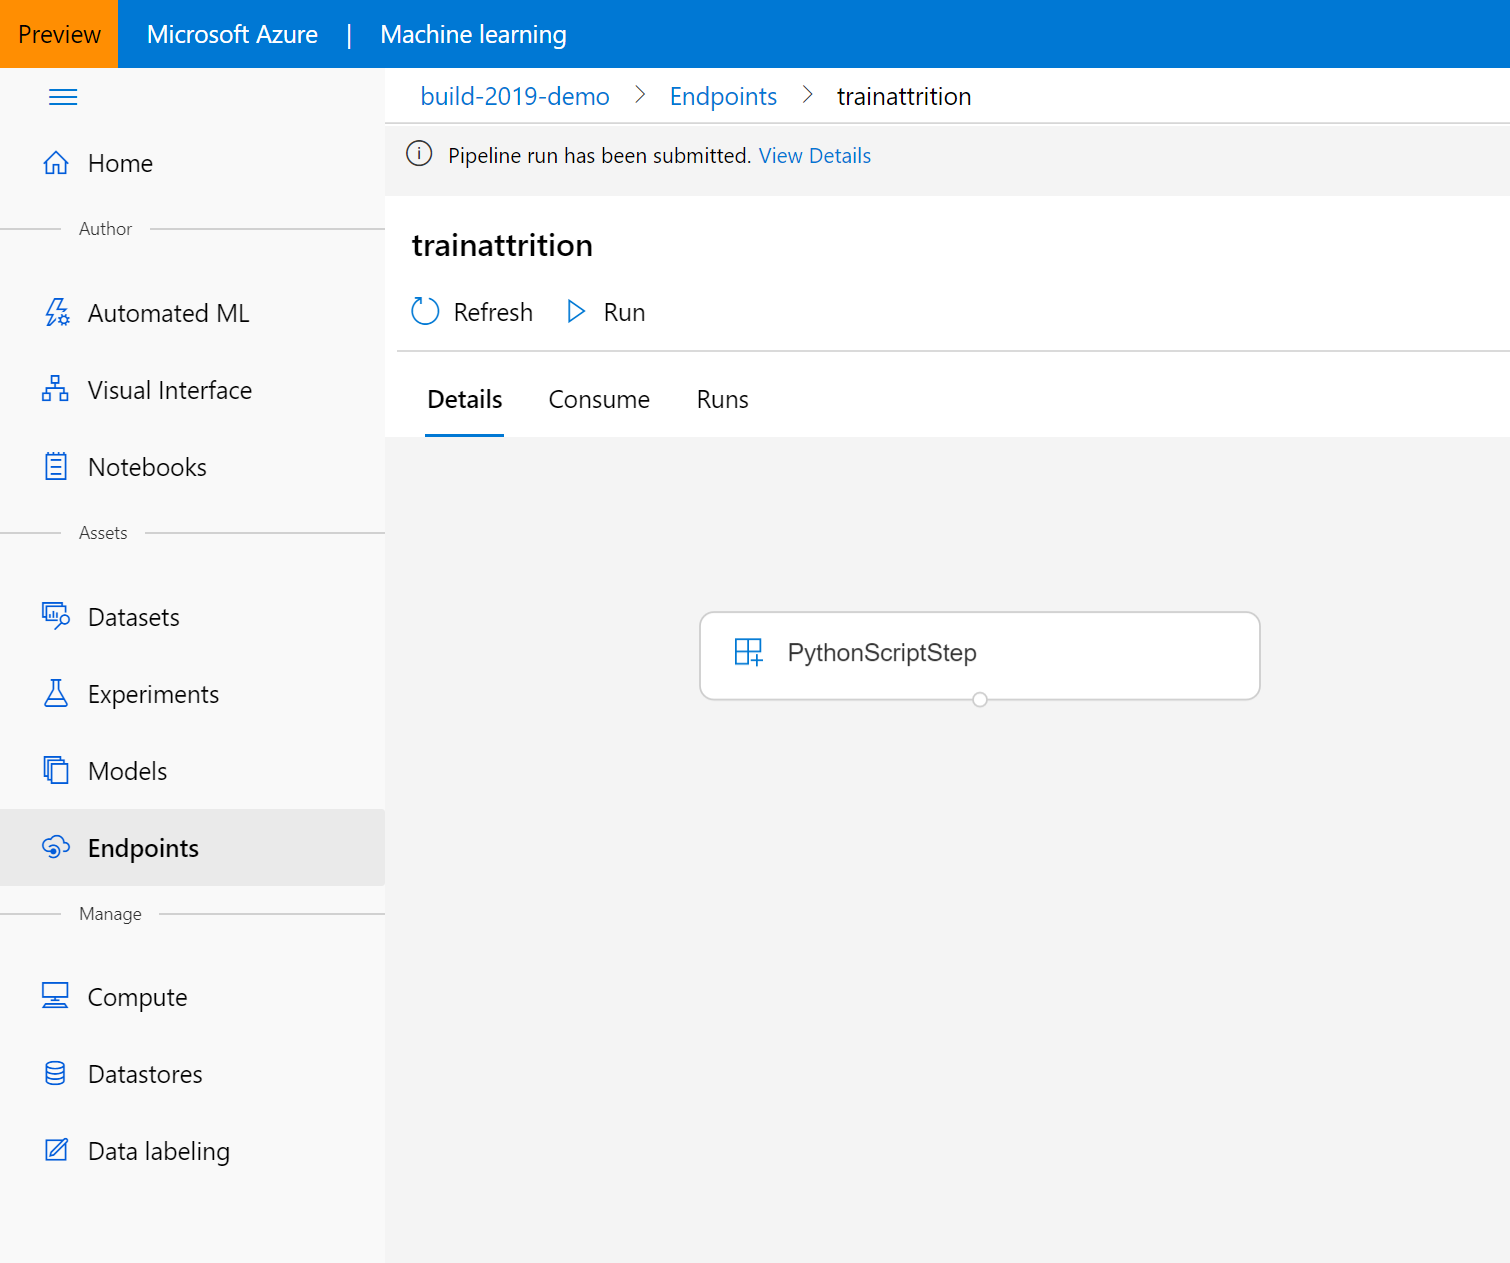 Preview Microsoft Azure | Machine learning
build-2019-demo > Endpoints > trainattrition
Pipeline run has been submitted. View Details
Home
Author
Automated ML
Visual Interface
Notebooks
Assets
Datasets
Experiments
Models
Endpoints
Manage
Compute
Datastores
Data labeling
trainattrition
Refresh Run
Details Consume Runs
PythonScriptStep